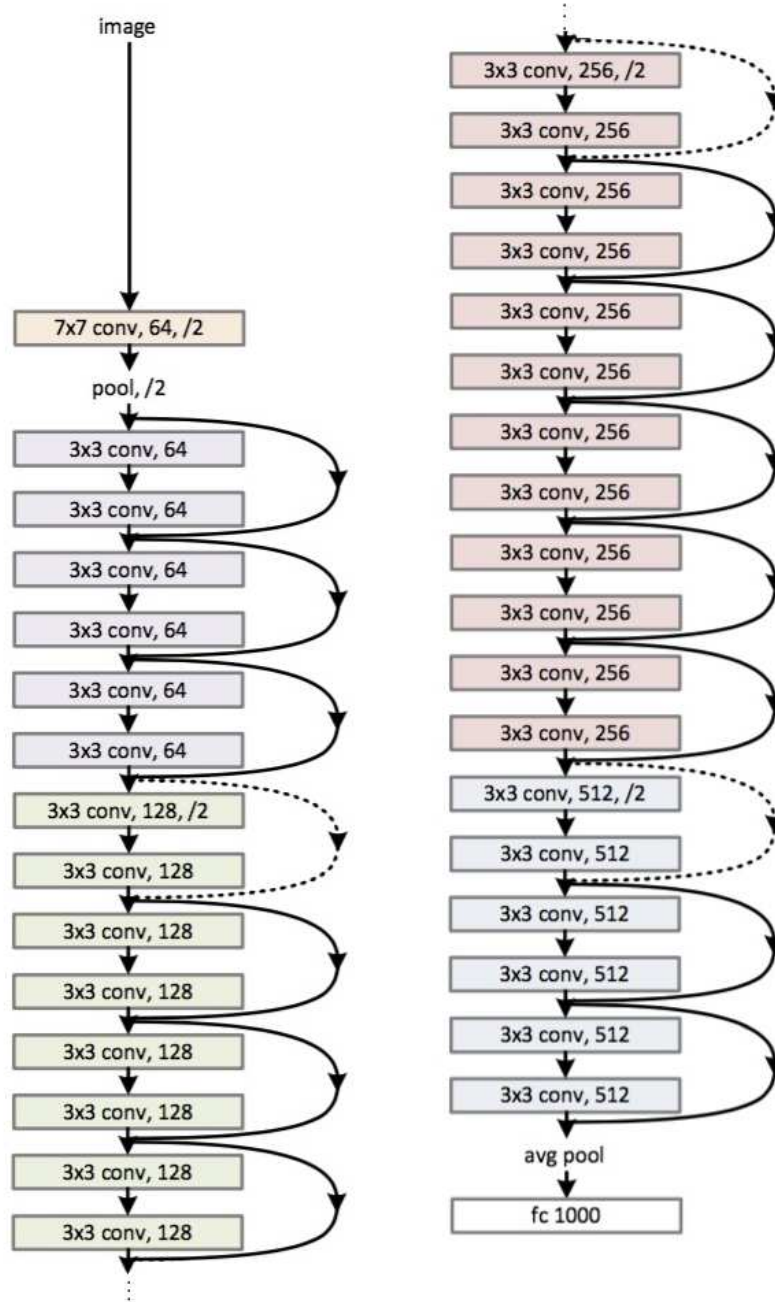 image
7x7 conv, 64, /2
pool, /2
3x3 conv, 64
3x3 conv, 64
3x3 conv, 64
3x3 conv, 64
3x3 conv, 64
3x3 conv, 64
3x3 conv, 128, /2
3x3 conv, 128
3x3 conv, 128
3x3 conv, 128
3x3 conv, 128
3x3 conv, 128
3x3 conv, 128
3x3 conv, 128
3x3 conv, 256, /2
3x3 conv, 256
3x3 conv, 256
3x3 conv, 256
3x3 conv, 256
3x3 conv, 256
3x3 conv, 256
3x3 conv, 256
3x3 conv, 256
3x3 conv, 256
3x3 conv, 256
3x3 conv, 256
3x3 conv, 512, /2
3x3 conv, 512
3x3 conv, 512
3x3 conv, 512
3x3 conv, 512
3x3 conv, 512
avg pool
fc 1000